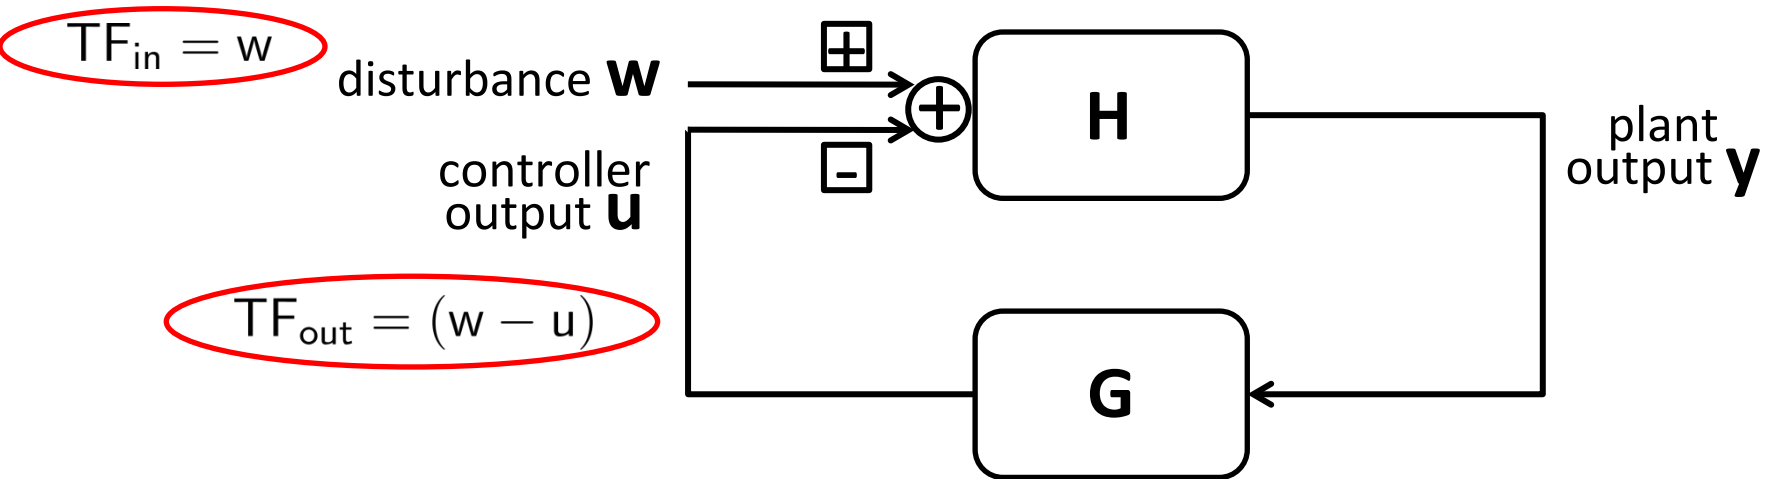 TF_in = w
disturbance w
+
+
H
-
controller
output u
plant
output y
TF_out = (w − u)
G